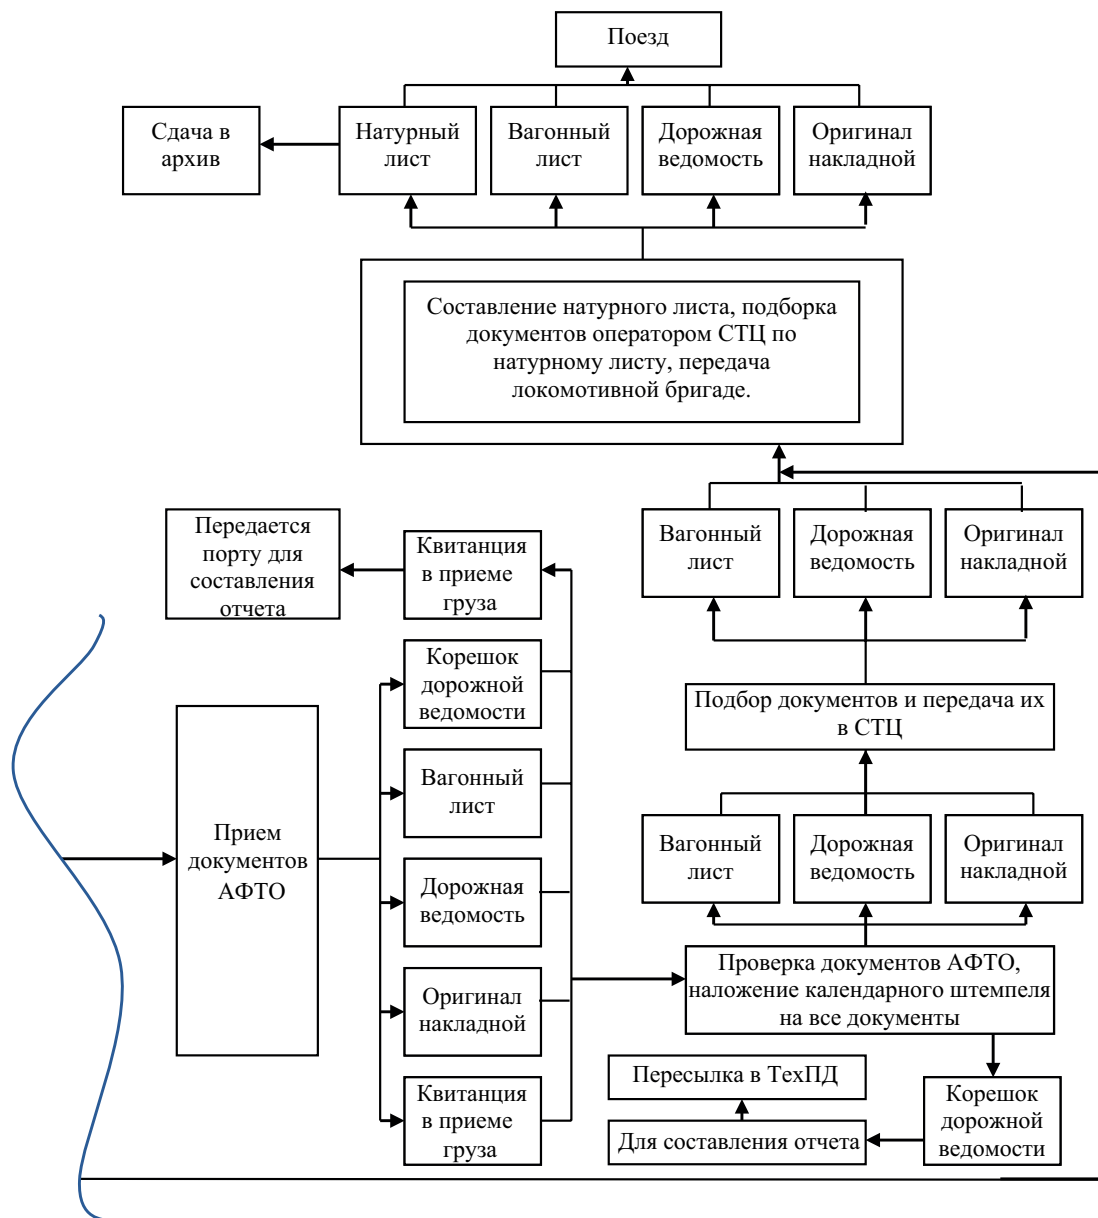 Поезд
Сдача в
архив
Натурный
лист
Вагонный
лист
Дорожная
ведомость
Оригинал
накладной
Составление натурного листа, подборка
документов оператором СТЦ по
натурному листу, передача
локомотивной бригаде.
Передается
порту для
составления
отчета
Квитанция
в приеме
груза
Вагонный
лист
Дорожная
ведомость
Оригинал
накладной
Корешок
дорожной
ведомости
Подбор документов и передача их
в СТЦ
Прием
документов
АФТО
Вагонный
лист
Вагонный
лист
Дорожная
ведомость
Оригинал
накладной
Дорожная
ведомость
Проверка документов АФТО,
наложение календарного штемпеля
на все документы
Оригинал
накладной
Пересылка в ТехПД
Корешок
дорожной
ведомости
Квитанция
в приеме
груза
Для составления отчета